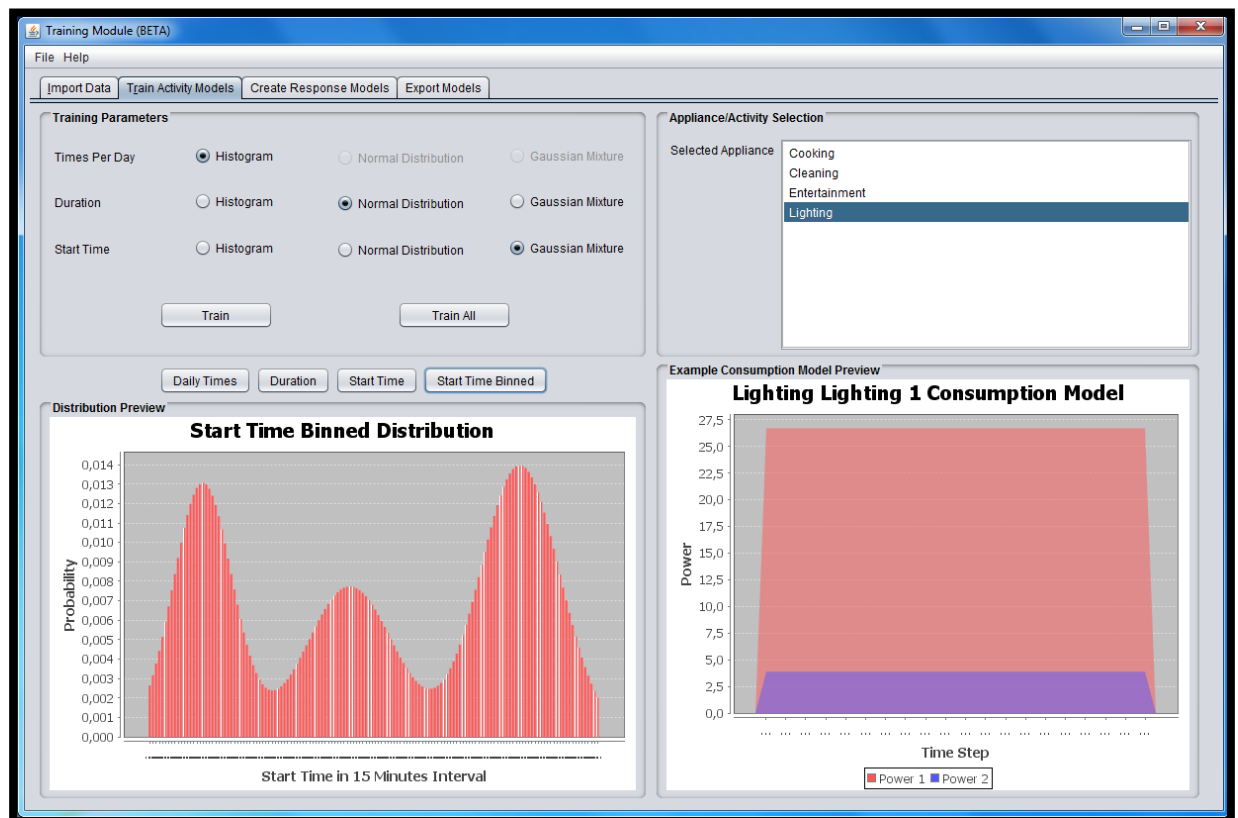 Training Module (BETA)
File Help
Import Data Train Activity Models Create Response Models Export Models
Training Parameters
Times Per Day Histogram Normal Distribution Gaussian Mixture
Duration Histogram Normal Distribution Gaussian Mixture
Start Time Histogram Normal Distribution Gaussian Mixture
Train Train All
Appliance/Activity Selection
Selected Appliance
Cooking
Cleaning
Entertainment
Lighting
Daily Times Duration Start Time Start Time Binned
Distribution Preview
Start Time Binned Distribution
Probability
0,014
0,013
0,012
0,011
0,010
0,009
0,008
0,007
0,006
0,005
0,004
0,003
0,002
0,001
0,000
Start Time in 15 Minutes Interval
Example Consumption Model Preview
Lighting Lighting 1 Consumption Model
Power
27,5
25,0
22,5
20,0
17,5
15,0
12,5
10,0
7,5
5,0
2,5
0,0
... ... ... ... ... ... ... ... ... ... ... ... ... ... ... ... ... ... ... ... ...
Time Step
Power 1 Power 2